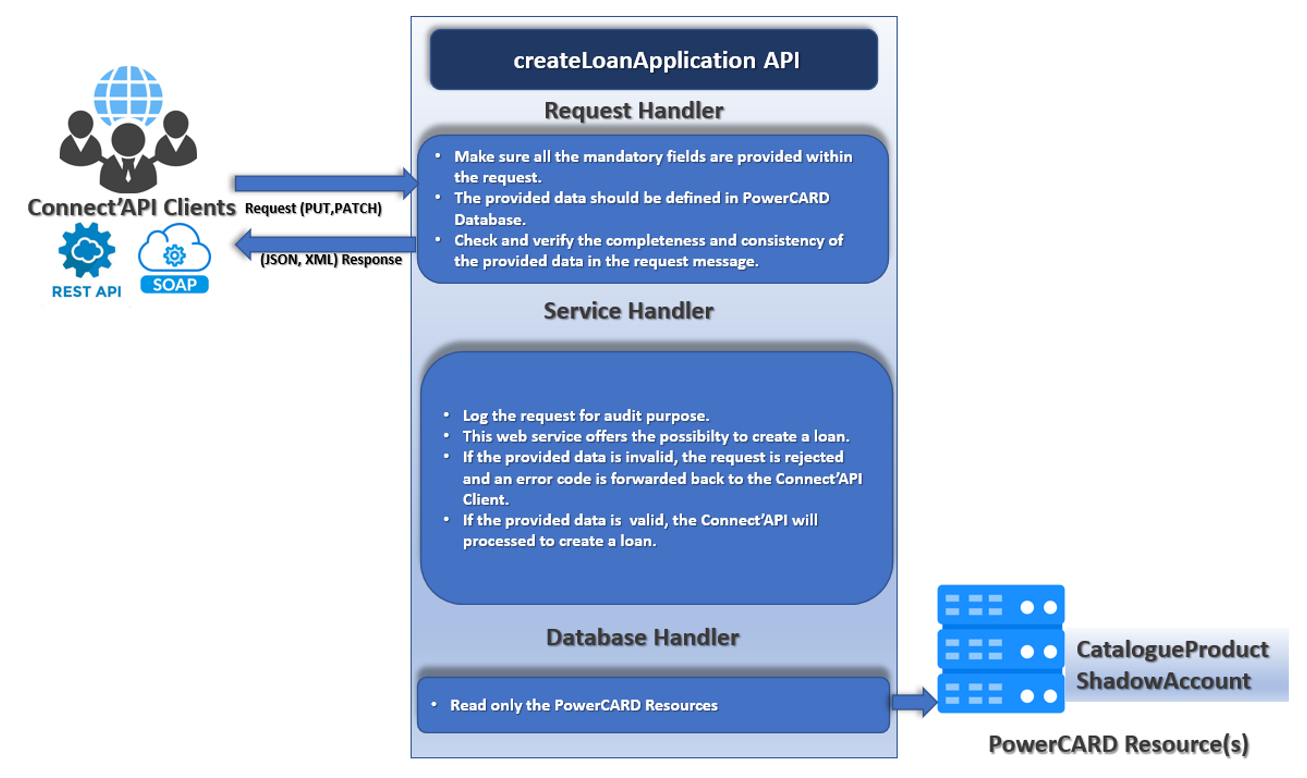 createLoanApplication API
Request Handler
• Make sure all the mandatory fields are provided within
the request.
• The provided data should be defined in PowerCARD
Database.
• Check and verify the completeness and consistency of
the provided data in the request message.
Connect’API Clients
Request (PUT,PATCH)
(JSON, XML) Response
REST API
SOAP
Service Handler
• Log the request for audit purpose.
• This web service offers the possibilty to create a loan.
• If the provided data is invalid, the request is rejected
and an error code is forwarded back to the Connect’API
Client.
• If the provided data is  valid, the Connect’API will
processed to create a loan.
Database Handler
• Read only the PowerCARD Resources
CatalogueProduct
ShadowAccount
PowerCARD Resource(s)